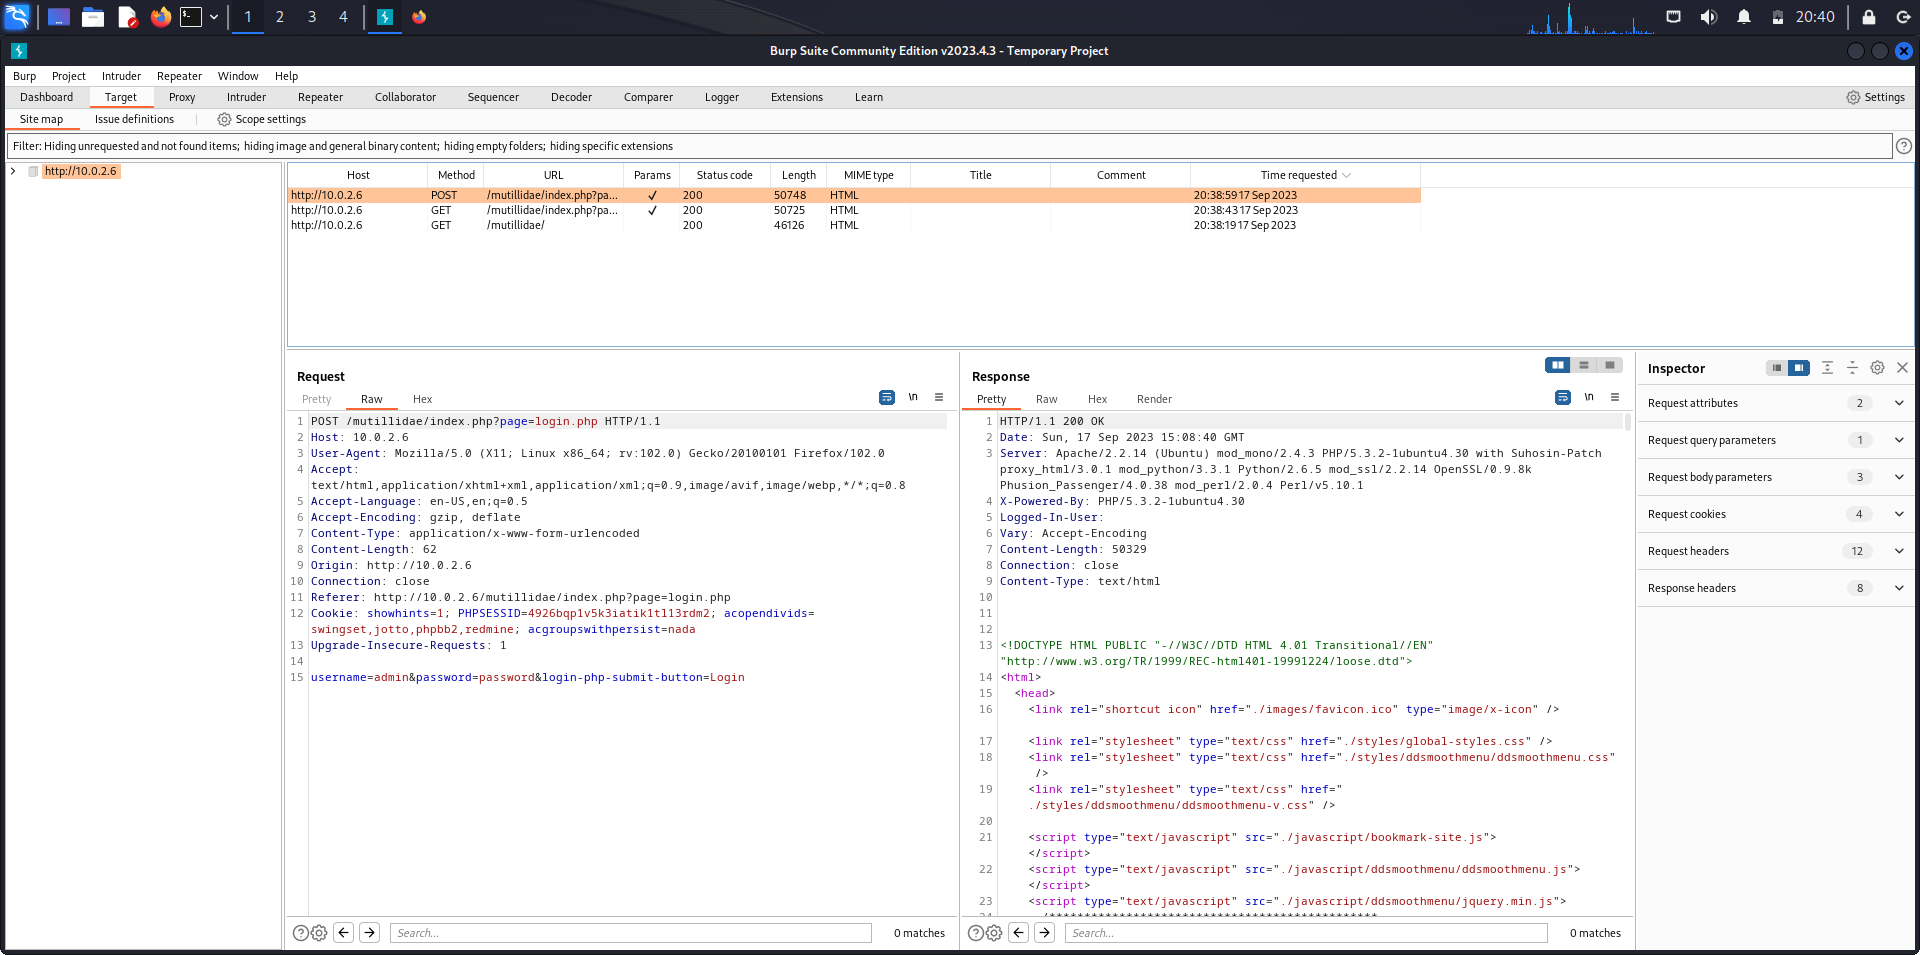 1 2 3 4 20:40
Burp Suite Community Edition v2023.4.3 - Temporary Project
Burp Project Intruder Repeater Window Help
Dashboard Target Proxy Intruder Repeater Collaborator Sequencer Decoder Comparer Logger Extensions Learn Settings
Site map Issue definitions Scope settings
Filter: Hiding unrequested and not found items; hiding image and general binary content; hiding empty folders; hiding specific extensions
http://10.0.2.6
Host Method URL Params Status code Length MIME type Title Comment Time requested
http://10.0.2.6 POST /mutillidae/index.php?pa... ✓ 200 50748 HTML 20:38:59 17 Sep 2023
http://10.0.2.6 GET /mutillidae/index.php?pa... ✓ 200 50725 HTML 20:38:43 17 Sep 2023
http://10.0.2.6 GET /mutillidae/ 200 46126 HTML 20:38:19 17 Sep 2023
Request
Pretty Raw Hex \n
1 POST /mutillidae/index.php?page=login.php HTTP/1.1
2 Host: 10.0.2.6
3 User-Agent: Mozilla/5.0 (X11; Linux x86_64; rv:102.0) Gecko/20100101 Firefox/102.0
4 Accept:
text/html,application/xhtml+xml,application/xml;q=0.9,image/avif,image/webp,*/*;q=0.8
5 Accept-Language: en-US,en;q=0.5
6 Accept-Encoding: gzip, deflate
7 Content-Type: application/x-www-form-urlencoded
8 Content-Length: 62
9 Origin: http://10.0.2.6
10 Connection: close
11 Referer: http://10.0.2.6/mutillidae/index.php?page=login.php
12 Cookie: showhints=1; PHPSESSID=4926bqp1v5k3iatik1tl13rdm2; acopendivids=
swingset,jotto,phpbb2,redmine; acgroupswithpersist=nada
13 Upgrade-Insecure-Requests: 1
14
15 username=admin&password=password&login-php-submit-button=Login
Search... 0 matches
Response
Pretty Raw Hex Render \n
1 HTTP/1.1 200 OK
2 Date: Sun, 17 Sep 2023 15:08:40 GMT
3 Server: Apache/2.2.14 (Ubuntu) mod_mono/2.4.3 PHP/5.3.2-1ubuntu4.30 with Suhosin-Patch
proxy_html/3.0.1 mod_python/3.3.1 Python/2.6.5 mod_ssl/2.2.14 OpenSSL/0.9.8k
Phusion_Passenger/4.0.38 mod_perl/2.0.4 Perl/v5.10.1
4 X-Powered-By: PHP/5.3.2-1ubuntu4.30
5 Logged-In-User:
6 Vary: Accept-Encoding
7 Content-Length: 50329
8 Connection: close
9 Content-Type: text/html
10
11
12
13 <!DOCTYPE HTML PUBLIC "-//W3C//DTD HTML 4.01 Transitional//EN"
"http://www.w3.org/TR/1999/REC-html401-19991224/loose.dtd">
14 <html>
15 <head>
16 <link rel="shortcut icon" href="./images/favicon.ico" type="image/x-icon" />
17 <link rel="stylesheet" type="text/css" href="./styles/global-styles.css" />
18 <link rel="stylesheet" type="text/css" href="./styles/ddsmoothmenu/ddsmoothmenu.css"
/>
19 <link rel="stylesheet" type="text/css" href="
./styles/ddsmoothmenu/ddsmoothmenu-v.css" />
20
21 <script type="text/javascript" src="./javascript/bookmark-site.js">
</script>
22 <script type="text/javascript" src="./javascript/ddsmoothmenu/ddsmoothmenu.js">
</script>
23 <script type="text/javascript" src="./javascript/ddsmoothmenu/jquery.min.js">
Search... 0 matches
Inspector
Request attributes 2
Request query parameters 1
Request body parameters 3
Request cookies 4
Request headers 12
Response headers 8